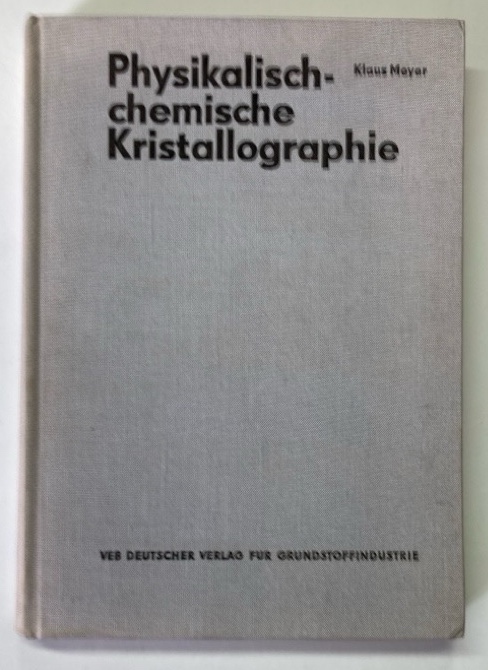 Physikalisch-
chemische
Kristallographie
Klaus Meyer
VEB DEUTSCHER VERLAG FÜR GRUNDSTOFFINDUSTRIE